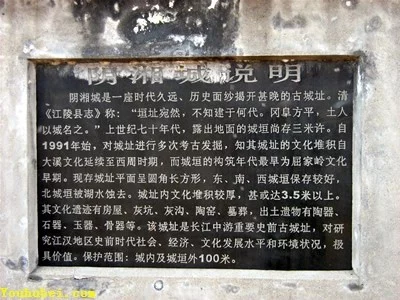 阴湘城说明
阴湘城是一座时代久远、历史面纱揭开甚晚的古城址。清
《江陵县志》称：“垣址宛然，不知建于何代。冈阜方平，土人
以城名之。”上世纪七十年代，露出地面的城垣尚存三米许。自
1991年始，对城址进行多次考古发掘，知其城址的文化堆积自
大溪文化延续至西周时期，而城垣的构筑年代最早为屈家岭文化
早期。现存城址平面呈圆角长方形，东、南、西城垣保存较好，
北城垣被湖水蚀去。城址内文化堆积较厚，甚或达3.5米以上。
其文化遗迹有房屋、灰坑、灰沟、陶窑、墓葬，出土遗物有陶器、
石器、玉器、骨器等。该城址是长江中游重要史前古城址，对研
究江汉地区史前时代社会、经济、文化发展水平和环境状况，极
具价值。保护范围：城内及城垣外100米。
Youhubei.com